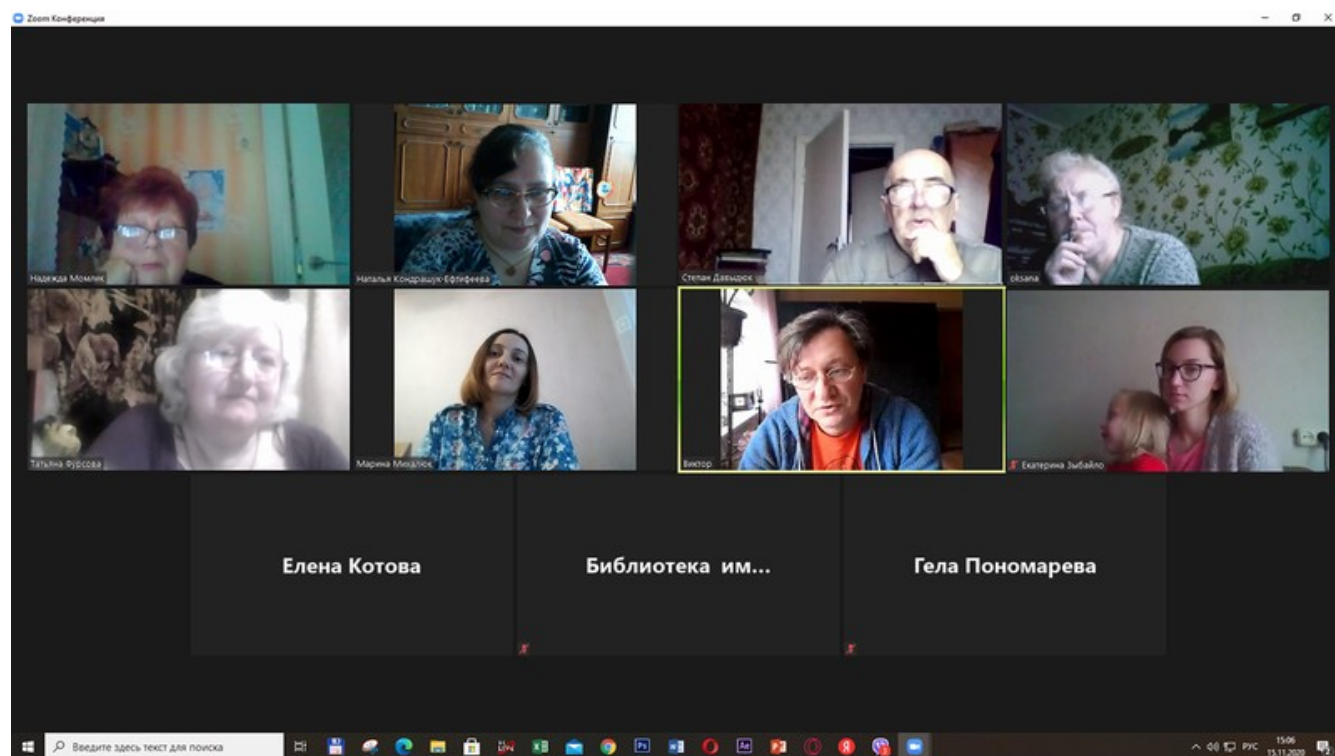 Zoom Конференция
Надежда Момлик
Наталья Кондращук-Ефтифеева
Степан Давыдюк
oksana
Татьяна Фурсова
Марина Михалюк
Виктор
Екатерина Зыбайло
Елена Котова
Библиотека им...
Гела Пономарева
Введите здесь текст для поиска
РУС
15:06
15.11.2020